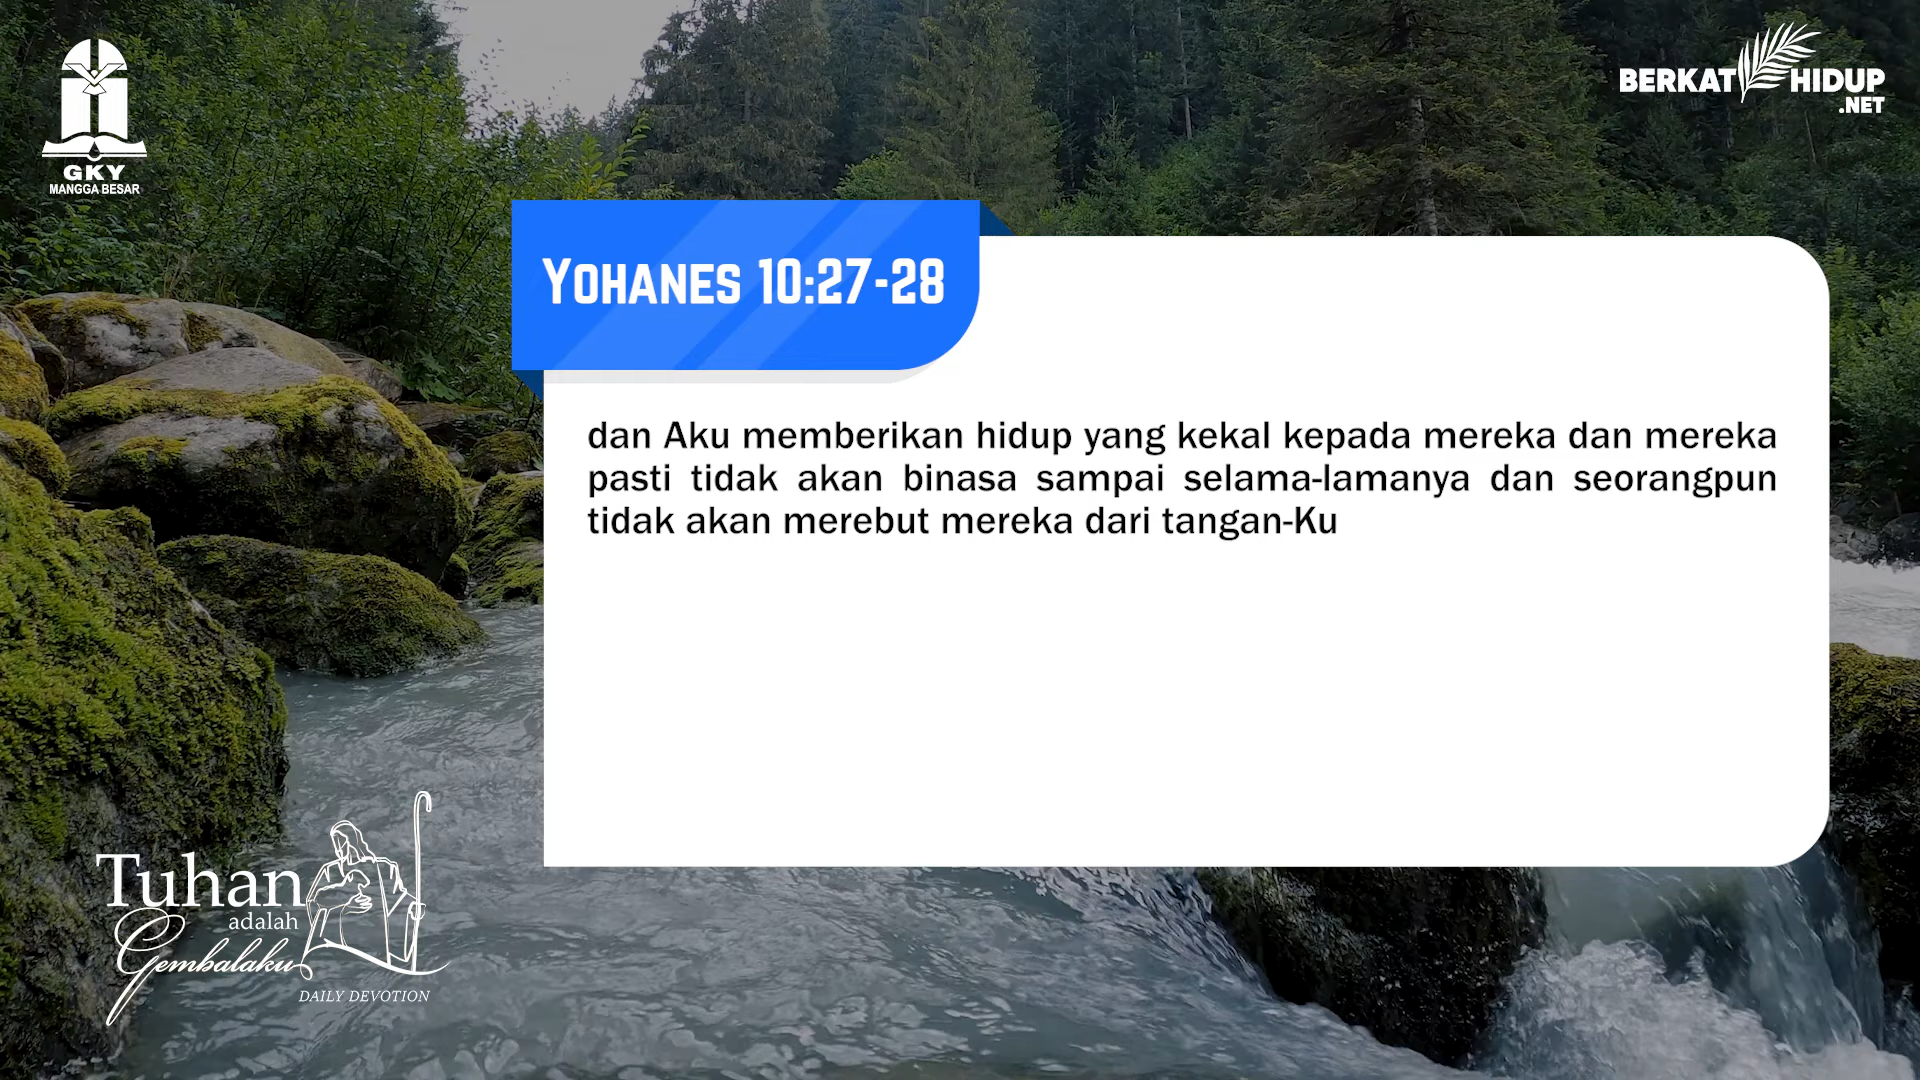 GKY
MANGGA BESAR
BERKAT HIDUP
.NET
YOHANES 10:27-28
dan Aku memberikan hidup yang kekal kepada mereka dan mereka
pasti tidak akan binasa sampai selama-lamanya dan seorangpun
tidak akan merebut mereka dari tangan-Ku
Tuhan
adalah
Gembalaku
DAILY DEVOTION